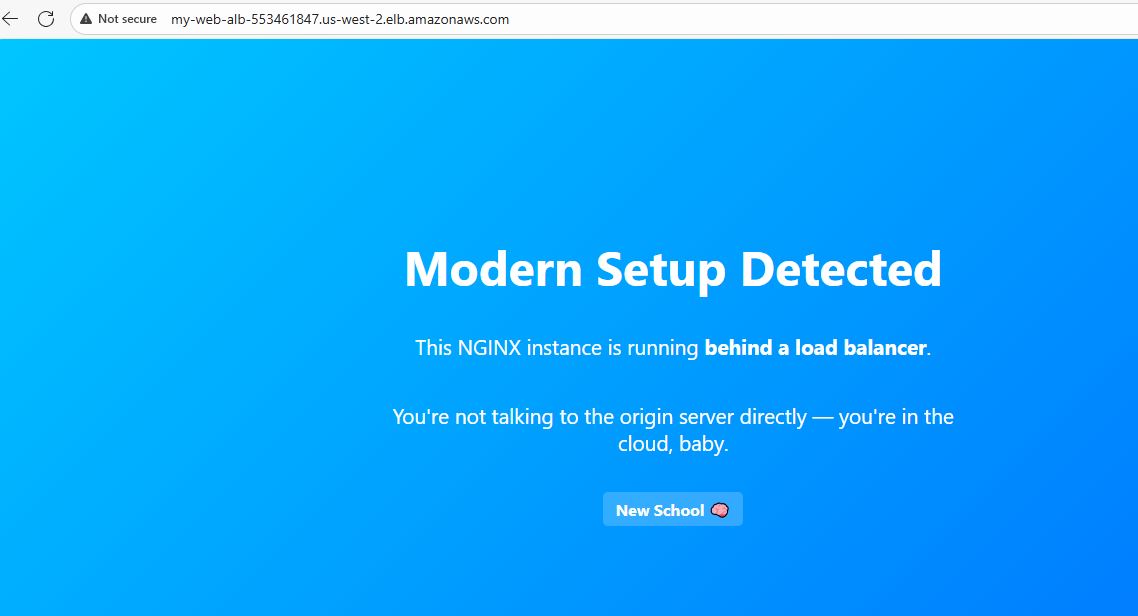 Not secure my-web-alb-553461847.us-west-2.elb.amazonaws.com
Modern Setup Detected
This NGINX instance is running behind a load balancer.
You're not talking to the origin server directly — you're in the
cloud, baby.
New School 🧠